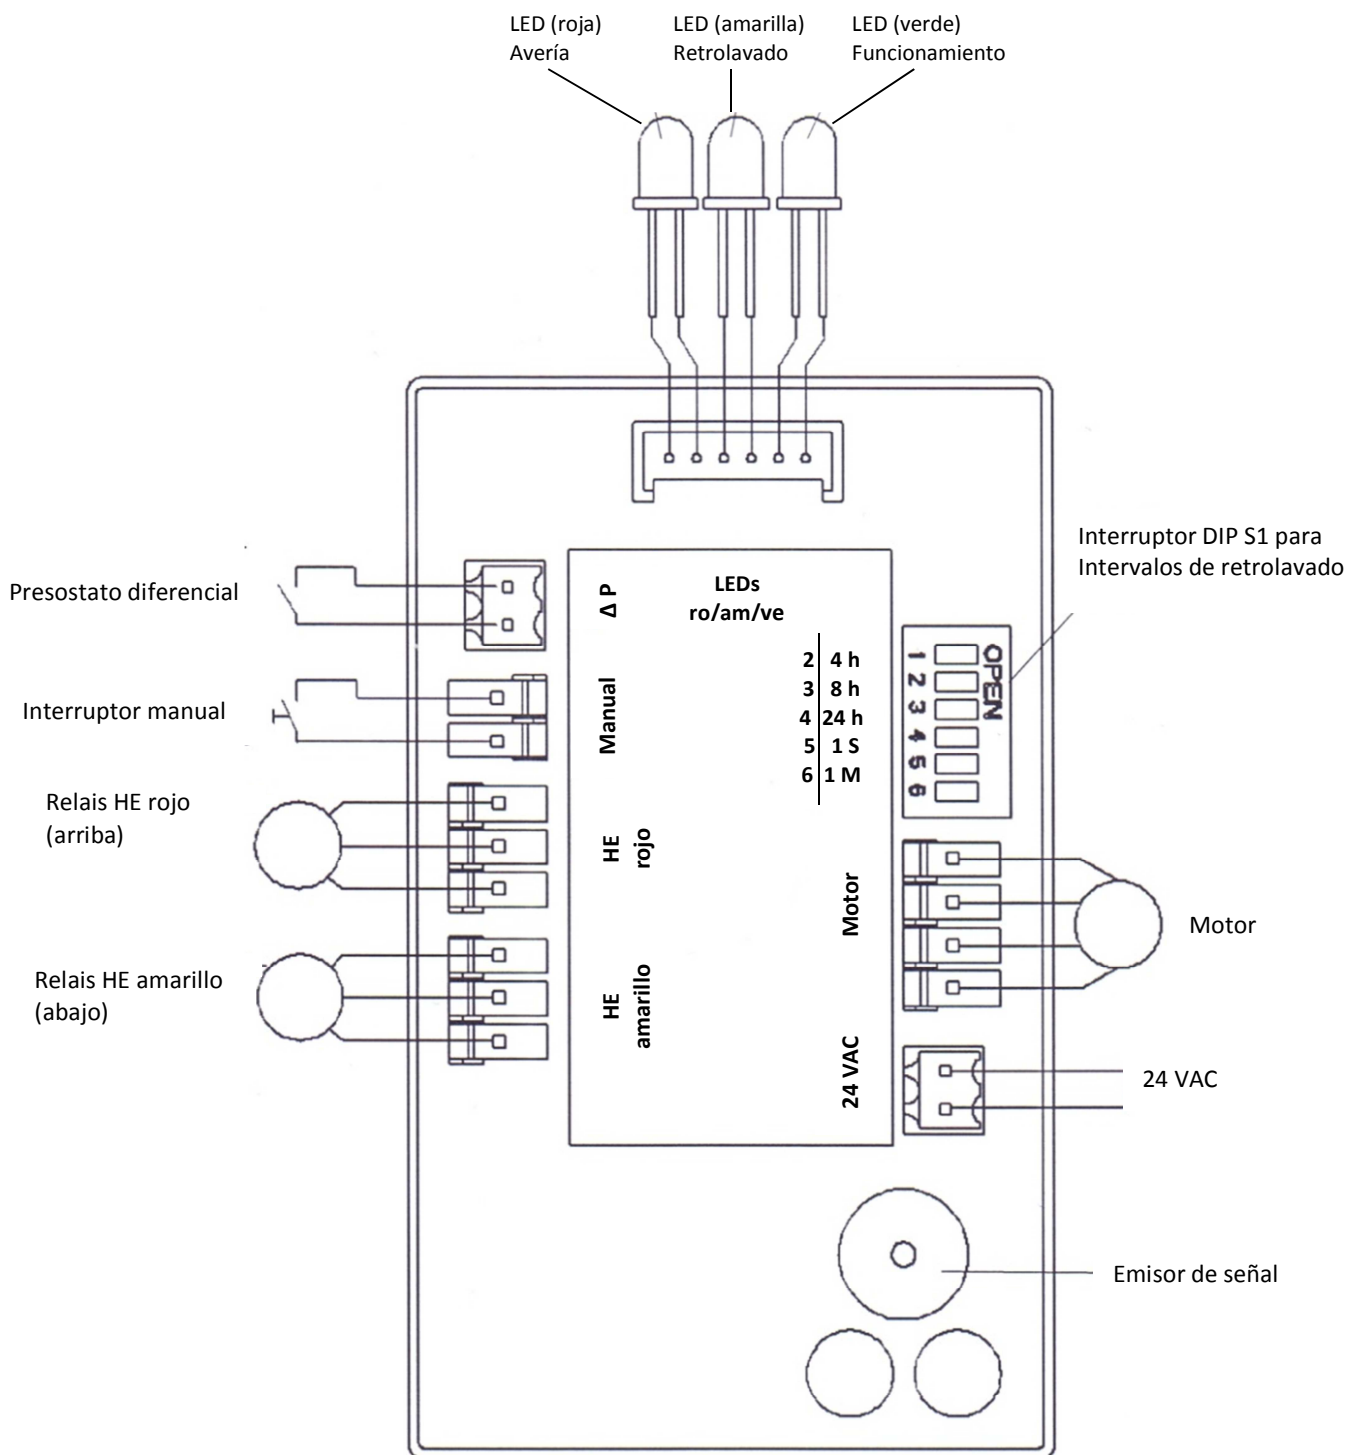 LED (roja)
Avería
LED (amarilla)
Retrolavado
LED (verde)
Funcionamiento
Interruptor DIP S1 para
Intervalos de retrolavado
Presostato diferencial
Interruptor manual
Relais HE rojo
(arriba)
Relais HE amarillo
(abajo)
Δ P
Manual
HE
rojo
HE
amarillo
LEDs
ro/am/ve
2 4 h
3 8 h
4 24 h
5 1 S
6 1 M
Motor
24 VAC
OPEN
1
2
3
4
5
6
Motor
24 VAC
Emisor de señal